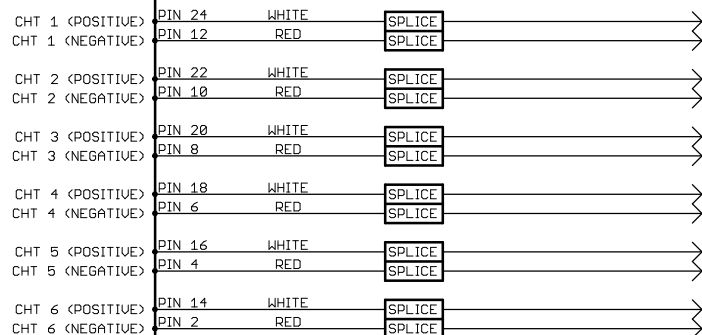 CHT 1 (POSITIVE) PIN 24 WHITE SPLICE
CHT 1 (NEGATIVE) PIN 12 RED SPLICE
CHT 2 (POSITIVE) PIN 22 WHITE SPLICE
CHT 2 (NEGATIVE) PIN 10 RED SPLICE
CHT 3 (POSITIVE) PIN 20 WHITE SPLICE
CHT 3 (NEGATIVE) PIN 8 RED SPLICE
CHT 4 (POSITIVE) PIN 18 WHITE SPLICE
CHT 4 (NEGATIVE) PIN 6 RED SPLICE
CHT 5 (POSITIVE) PIN 16 WHITE SPLICE
CHT 5 (NEGATIVE) PIN 4 RED SPLICE
CHT 6 (POSITIVE) PIN 14 WHITE SPLICE
CHT 6 (NEGATIVE) PIN 2 RED SPLICE